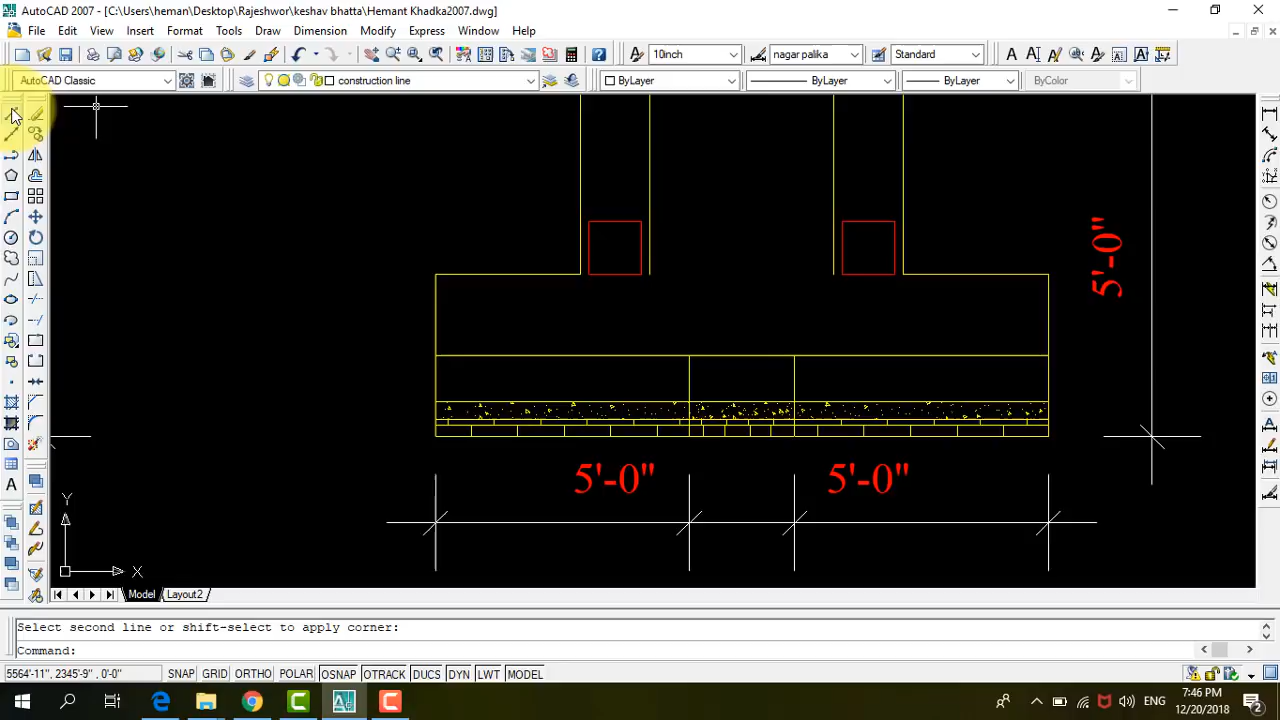 AutoCAD 2007 - [C:\Users\heman\Desktop\Rajeshwor\keshav bhatta\Hemant Khadka2007.dwg]
File Edit View Insert Format Tools Draw Dimension Modify Express Window Help
10inch nagar palika Standard
AutoCAD Classic construction line ByLayer ByLayer ByLayer ByColor
5'-0"
5'-0" 5'-0"
Y
X
Model Layout2
Select second line or shift-select to apply corner:
Command:
5564'-11", 2345'-9" , 0'-0" SNAP GRID ORTHO POLAR OSNAP OTRACK DUCS DYN LWT MODEL
ENG 7:46 PM
12/20/2018 2